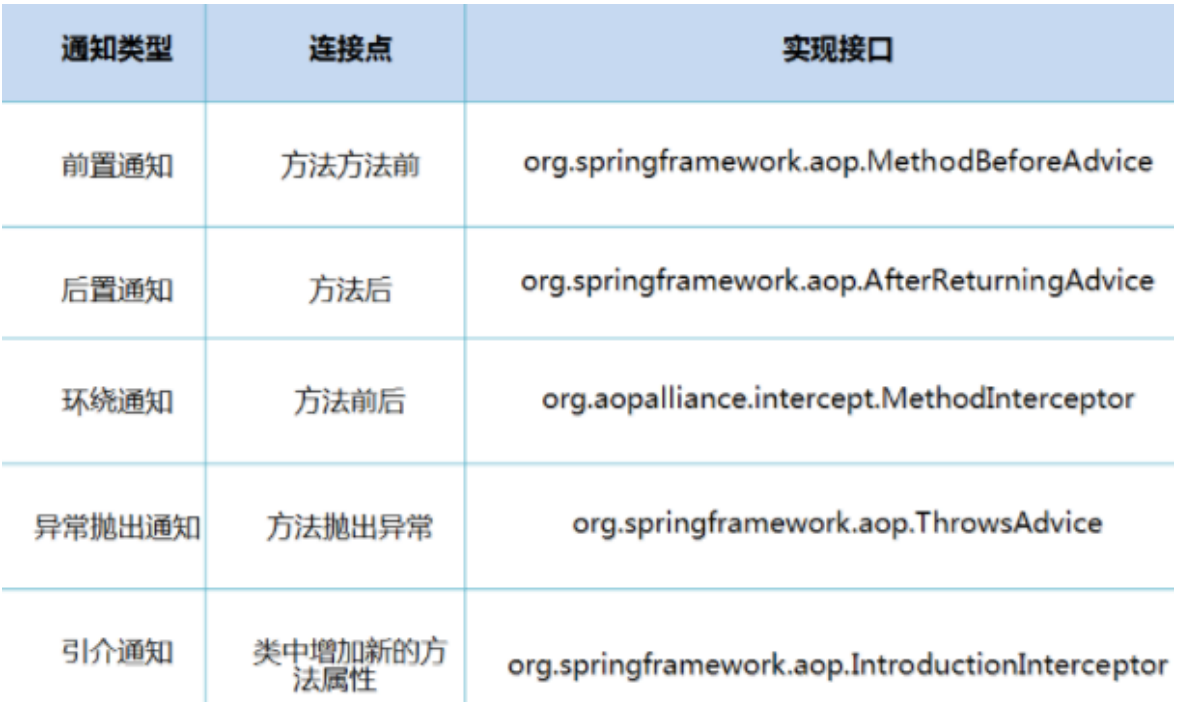 通知类型 连接点 实现接口
前置通知 方法方法前 org.springframework.aop.MethodBeforeAdvice
后置通知 方法后 org.springframework.aop.AfterReturningAdvice
环绕通知 方法前后 org.aopalliance.intercept.MethodInterceptor
异常抛出通知 方法抛出异常 org.springframework.aop.ThrowsAdvice
引介通知 类中增加新的方
法属性 org.springframework.aop.IntroductionInterceptor